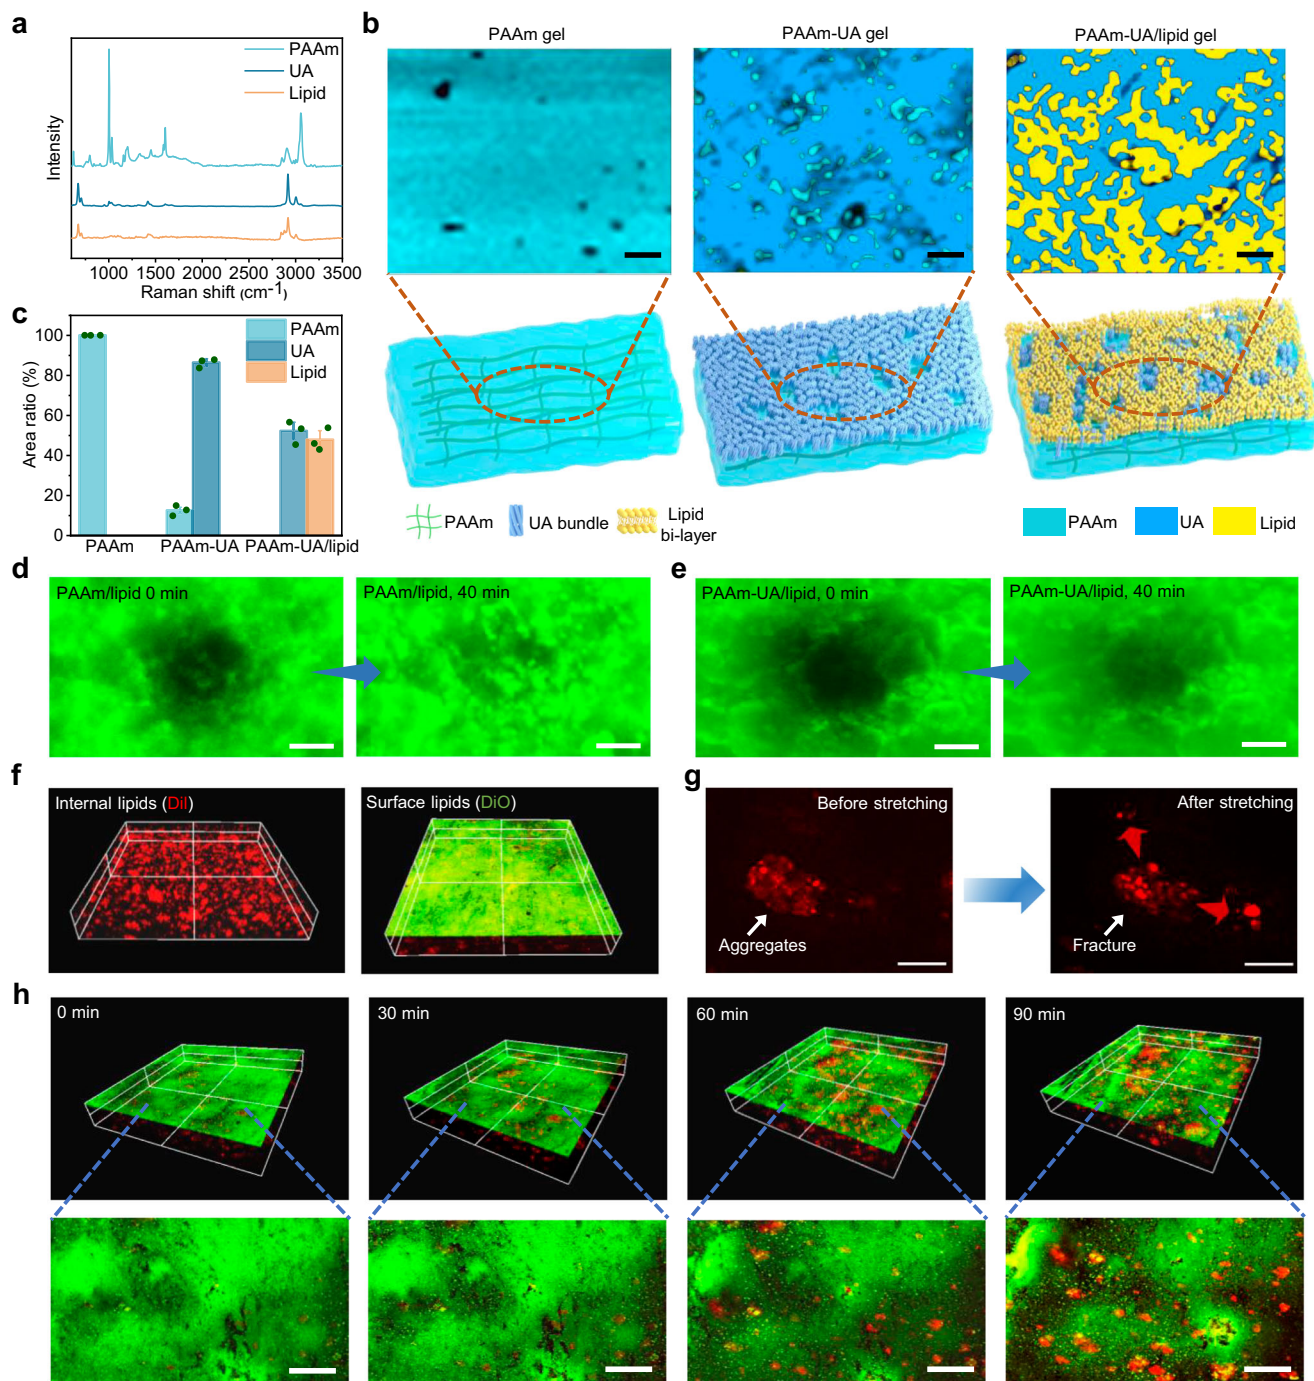 a
PAAm
UA
Lipid
Intensity
1000 1500 2000 2500 3000 3500
Raman shift (cm-1)
b
PAAm gel
PAAm-UA gel
PAAm-UA/lipid gel
PAAm
UA bundle
Lipid
bi-layer
PAAm
UA
Lipid
c
100
80
60
40
20
0
Area ratio (%)
PAAm
UA
Lipid
PAAm PAAm-UA PAAm-UA/lipid
d
PAAm/lipid 0 min
PAAm/lipid, 40 min
e
PAAm-UA/lipid, 0 min
PAAm-UA/lipid, 40 min
f
Internal lipids (DiI)
Surface lipids (DiO)
g
Before stretching
Aggregates
After stretching
Fracture
h
0 min
30 min
60 min
90 min